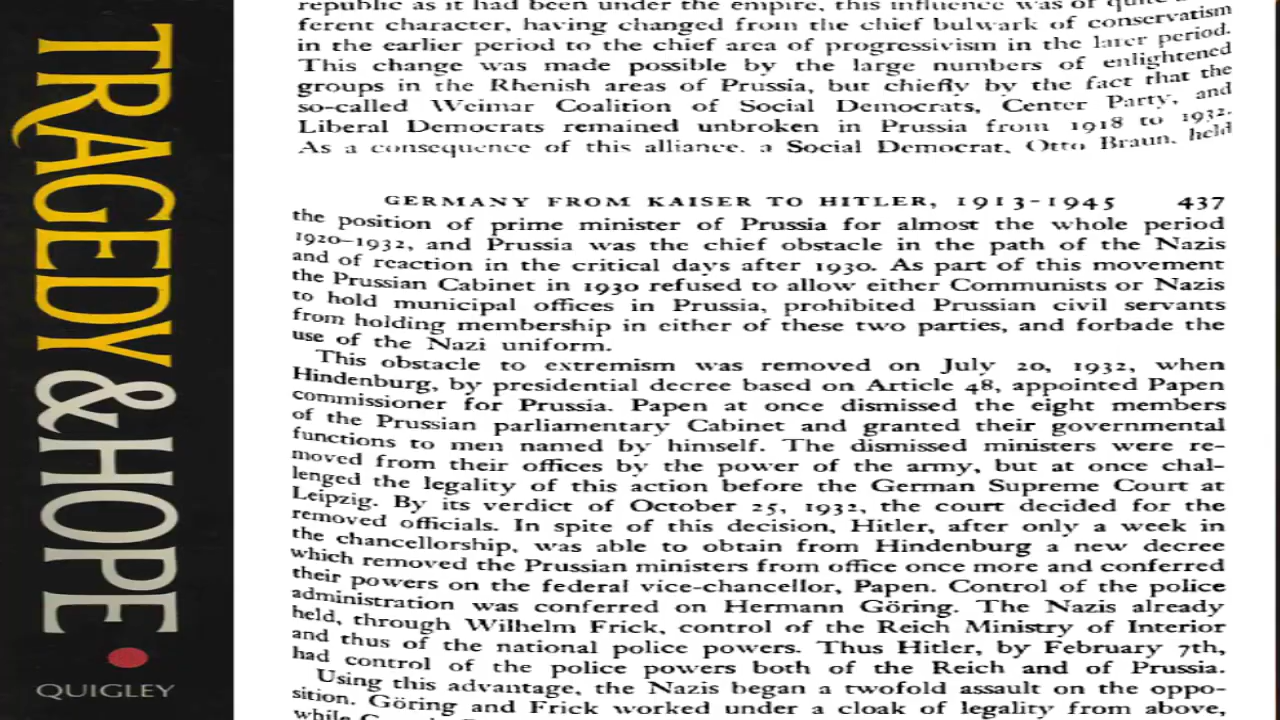 TRAGEDY & HOPE
QUIGLEY
republic as it had been under the empire, this influence was of
ferent character, having changed from the chief bulwark of conservatism
in the earlier period to the chief area of progressivism in the later period.
This change was made possible by the large numbers of enlightened
groups in the Rhenish areas of Prussia, but chiefly by the fact that the
so-called Weimar Coalition of Social Democrats, Center Party, and
Liberal Democrats remained unbroken in Prussia from 1918 to 1932.
As a consequence of this alliance, a Social Democrat, Otto Braun, held
GERMANY FROM KAISER TO HITLER, 1913-1945 437
the position of prime minister of Prussia for almost the whole period
1920-1932, and Prussia was the chief obstacle in the path of the Nazis
and of reaction in the critical days after 1930. As part of this movement
the Prussian Cabinet in 1930 refused to allow either Communists or Nazis
to hold municipal offices in Prussia, prohibited Prussian civil servants
from holding membership in either of these two parties, and forbade the
use of the Nazi uniform.
This obstacle to extremism was removed on July 20, 1932, when
Hindenburg, by presidential decree based on Article 48, appointed Papen
commissioner for Prussia. Papen at once dismissed the eight members
of the Prussian parliamentary Cabinet and granted their governmental
functions to men named by himself. The dismissed ministers were re-
moved from their offices by the power of the army, but at once chal-
lenged the legality of this action before the German Supreme Court at
Leipzig. By its verdict of October 25, 1932, the court decided for the
removed officials. In spite of this decision, Hitler, after only a week in
the chancellorship, was able to obtain from Hindenburg a new decree
which removed the Prussian ministers from office once more and conferred
their powers on the federal vice-chancellor, Papen. Control of the police
administration was conferred on Hermann Göring. The Nazis already
held, through Wilhelm Frick, control of the Reich Ministry of Interior
and thus of the national police powers. Thus Hitler, by February 7th,
had control of the police powers both of the Reich and of Prussia.
Using this advantage, the Nazis began a twofold assault on the oppo-
sition. Göring and Frick worked under a cloak of legality from above,
while